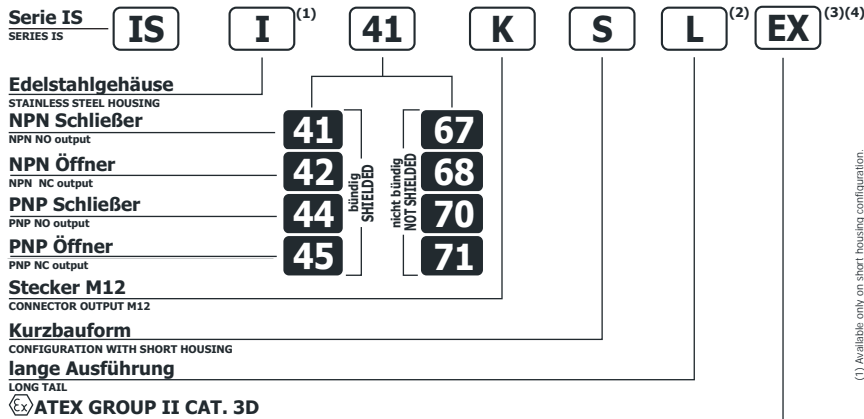 Serie IS
SERIES IS
IS I(1) 41 K S L(2) EX(3)(4)
Edelstahlgehäuse
STAINLESS STEEL HOUSING
NPN Schließer
NPN NO output
41 67
NPN Öffner
NPN NC output
42 68
PNP Schließer
PNP NO output
44 70
PNP Öffner
PNP NC output
45 71
bündig
SHIELDED
nicht bündig
NOT SHIELDED
Stecker M12
CONNECTOR OUTPUT M12
Kurzbauform
CONFIGURATION WITH SHORT HOUSING
lange Ausführung
LONG TAIL
Ex ATEX GROUP II CAT. 3D
(1) Available only on short housing configuration.